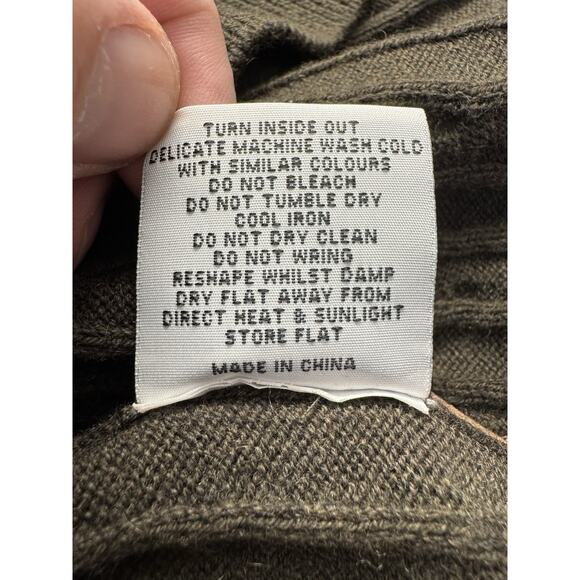 TURN INSIDE OUT
DELICATE MACHINE WASH COLD
WITH SIMILAR COLOURS
DO NOT BLEACH
DO NOT TUMBLE DRY
COOL IRON
DO NOT DRY CLEAN
DO NOT WRING
RESHAPE WHILST DAMP
DRY FLAT AWAY FROM
DIRECT HEAT & SUNLIGHT
STORE FLAT
MADE IN CHINA